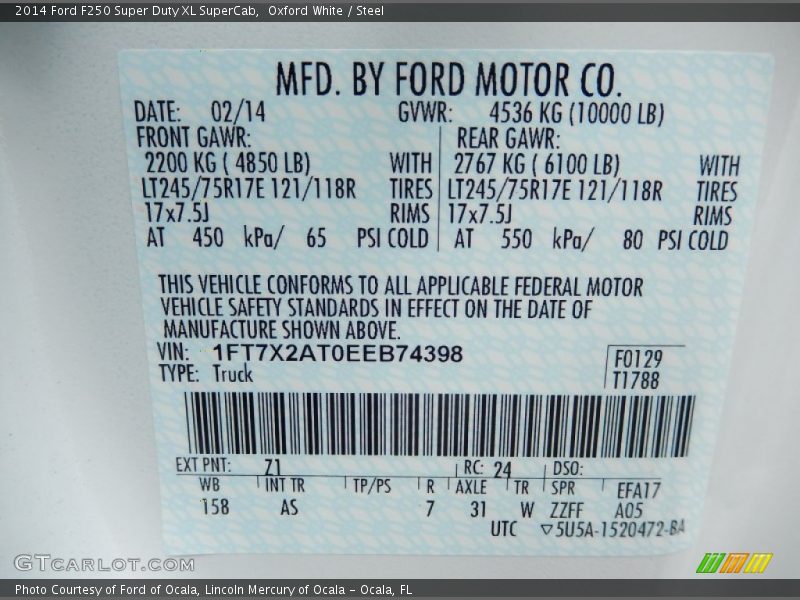 2014 Ford F250 Super Duty XL SuperCab, Oxford White / Steel
MFD. BY FORD MOTOR CO.
DATE: 02/14 GVWR: 4536 KG (10000 LB)
FRONT GAWR: REAR GAWR:
2200 KG ( 4850 LB) WITH 2767 KG ( 6100 LB) WITH
LT245/75R17E 121/118R TIRES LT245/75R17E 121/118R TIRES
17x7.5J RIMS 17x7.5J RIMS
AT 450 kPa/ 65 PSI COLD AT 550 kPa/ 80 PSI COLD
THIS VEHICLE CONFORMS TO ALL APPLICABLE FEDERAL MOTOR
VEHICLE SAFETY STANDARDS IN EFFECT ON THE DATE OF
MANUFACTURE SHOWN ABOVE.
VIN: 1FT7X2AT0EEB74398
F0129
TYPE: Truck
T1788
EXT PNT: Z1 RC: 24 DSO:
WB INT TR TP/PS R AXLE TR SPR EFA17
158 AS 7 31 W ZZFF A05
UTC ▽5U5A-1520472-BA
GTCARLOT.COM
Photo Courtesy of Ford of Ocala, Lincoln Mercury of Ocala - Ocala, FL